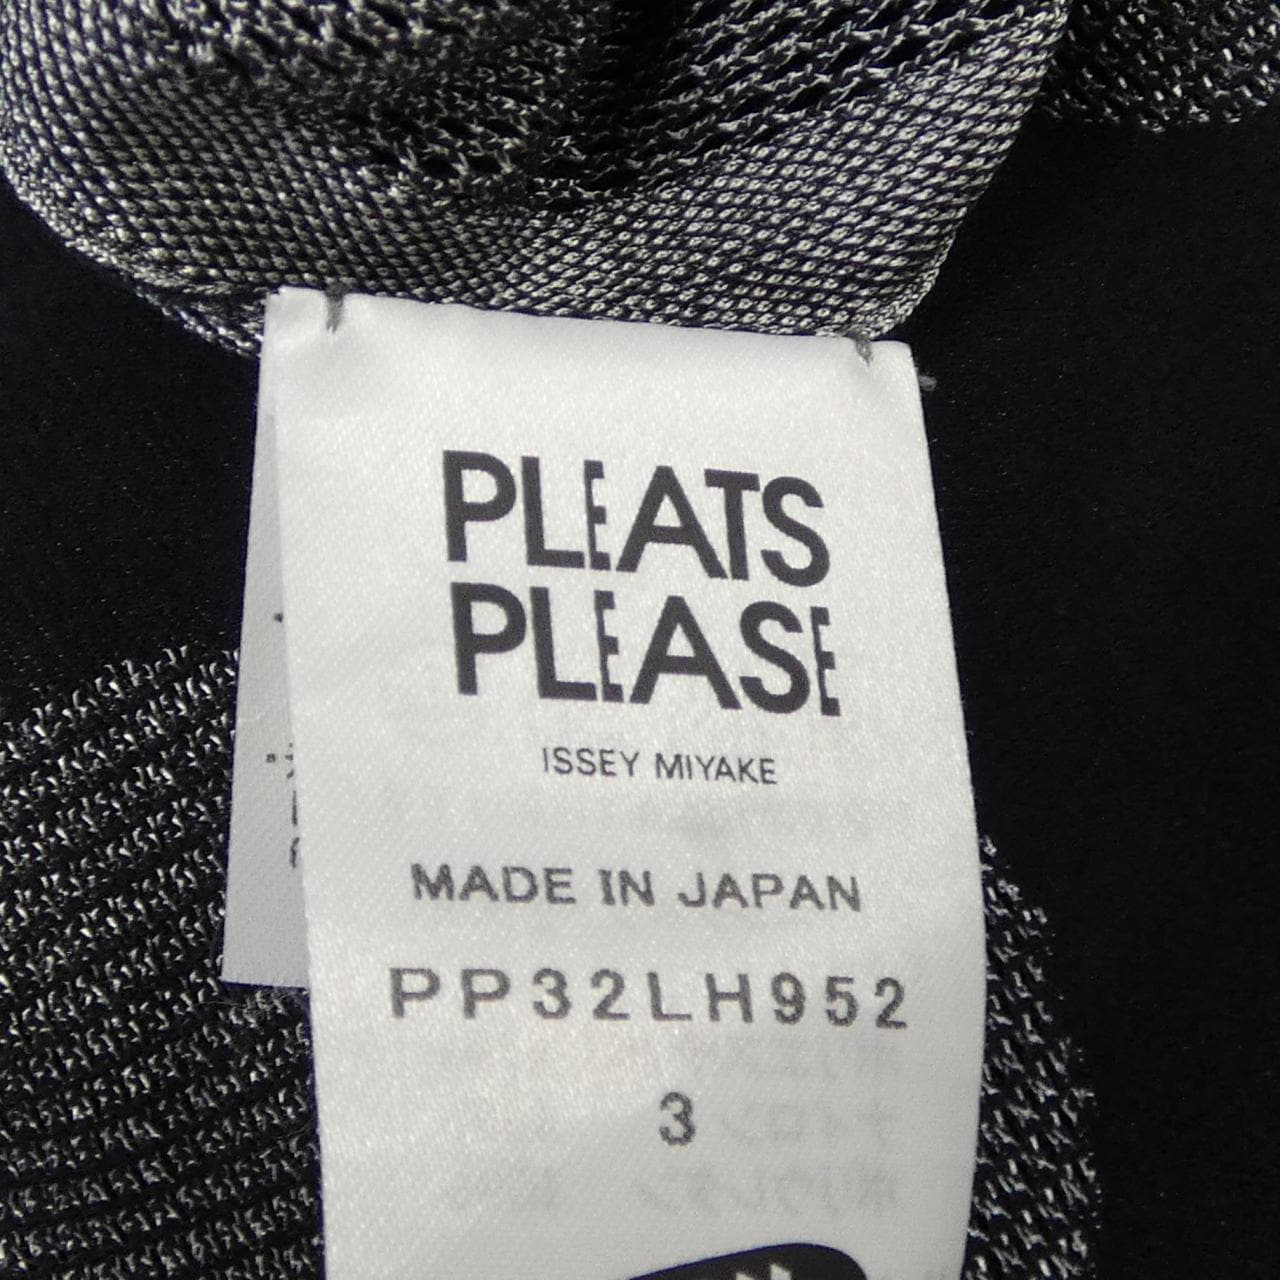 PLEATS
PLEASE
ISSEY MIYAKE
MADE IN JAPAN
PP32LH952
3